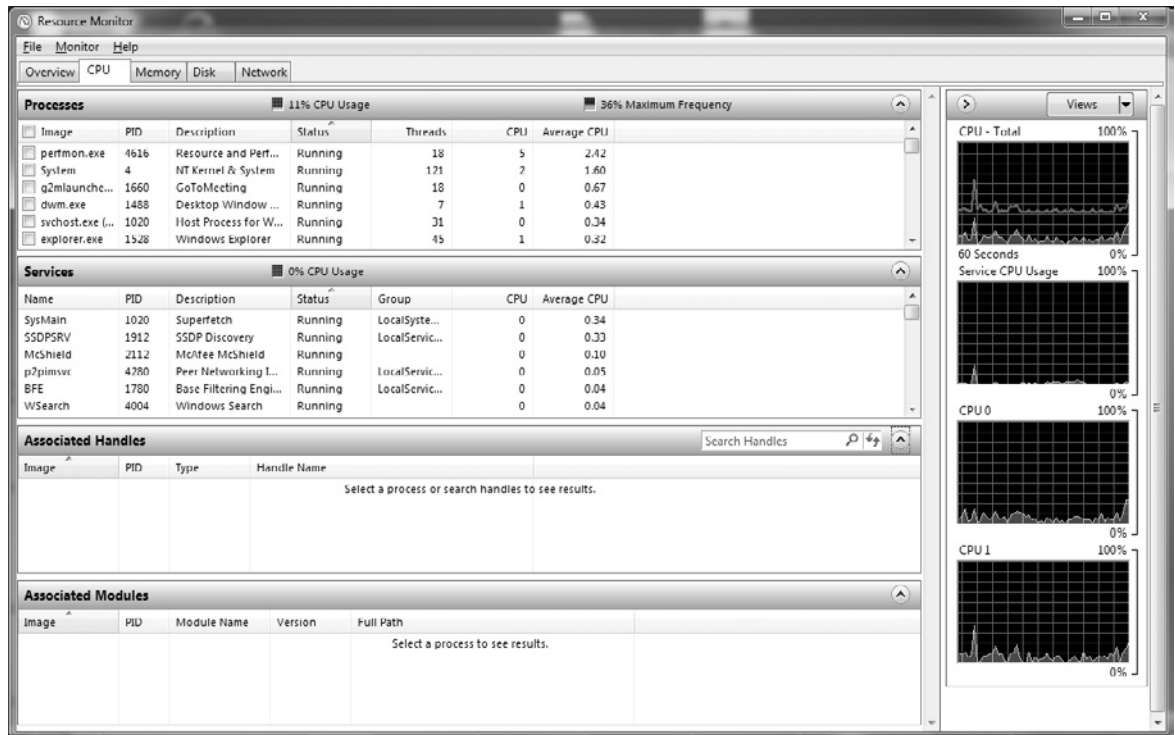 Resource Monitor
File Monitor Help
Overview CPU Memory Disk Network
Processes 11% CPU Usage 36% Maximum Frequency
Image PID Description Status Threads CPU Average CPU
perfmon.exe 4616 Resource and Perf... Running 18 5 2.42
System 4 NT Kernel & System Running 121 2 1.60
g2mlaunche... 1660 GoToMeeting Running 18 0 0.67
dwm.exe 1488 Desktop Window ... Running 7 1 0.43
svchost.exe (... 1020 Host Process for W... Running 31 0 0.34
explorer.exe 1528 Windows Explorer Running 45 1 0.32
Services 0% CPU Usage
Name PID Description Status Group CPU Average CPU
SysMain 1020 Superfetch Running LocalSyste... 0 0.34
SSDPSRV 1912 SSDP Discovery Running LocalServic... 0 0.33
McShield 2112 McAfee McShield Running 0 0.10
p2pimsvc 4280 Peer Networking I... Running LocalServic... 0 0.05
BFE 1780 Base Filtering Engi... Running LocalServic... 0 0.04
WSearch 4004 Windows Search Running 0 0.04
Associated Handles Search Handles
Image PID Type Handle Name
Select a process or search handles to see results.
Associated Modules
Image PID Module Name Version Full Path
Select a process to see results.
Views
CPU - Total 100%
60 Seconds 0%
Service CPU Usage 100%
0%
CPU 0 100%
0%
CPU 1 100%
0%